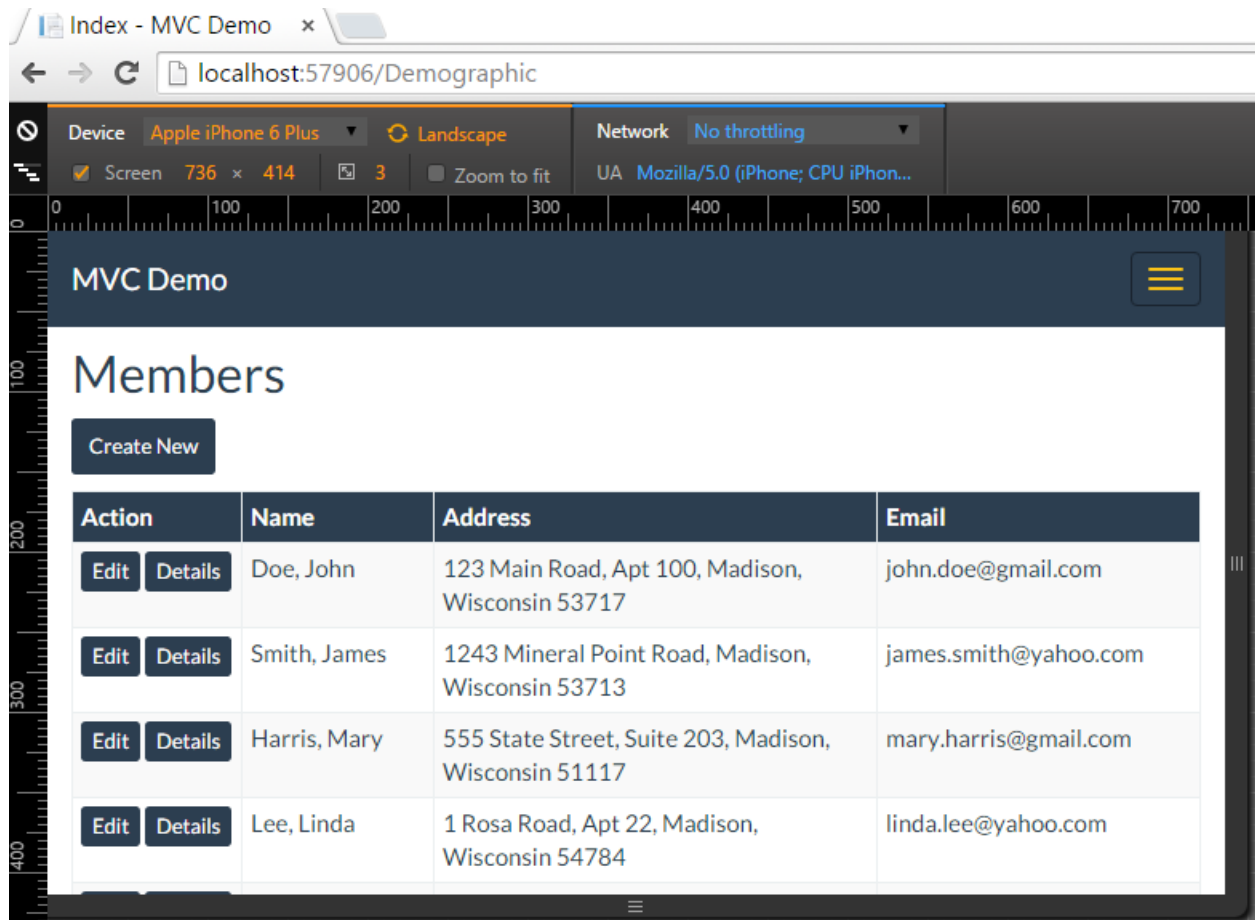 Index - MVC Demo ×
localhost:57906/Demographic
Device Apple iPhone 6 Plus Landscape Network No throttling
Screen 736 × 414 3 Zoom to fit UA Mozilla/5.0 (iPhone; CPU iPhon...
0 100 200 300 400 500 600 700
0
100
200
300
400
MVC Demo
Members
Create New
Action Name Address Email
Edit Details Doe, John 123 Main Road, Apt 100, Madison, john.doe@gmail.com
Wisconsin 53717
Edit Details Smith, James 1243 Mineral Point Road, Madison, james.smith@yahoo.com
Wisconsin 53713
Edit Details Harris, Mary 555 State Street, Suite 203, Madison, mary.harris@gmail.com
Wisconsin 51117
Edit Details Lee, Linda 1 Rosa Road, Apt 22, Madison, linda.lee@yahoo.com
Wisconsin 54784